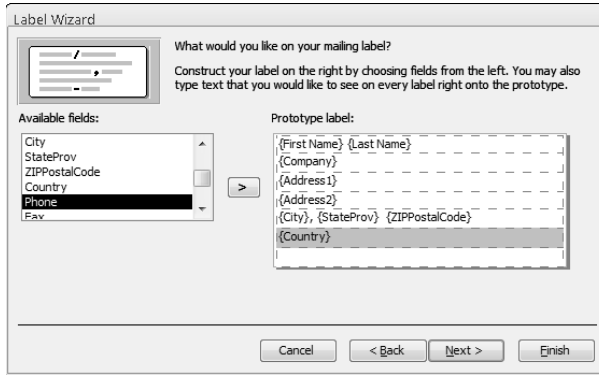 Label Wizard
What would you like on your mailing label?
Construct your label on the right by choosing fields from the left. You may also
type text that you would like to see on every label right onto the prototype.
Available fields:
City
StateProv
ZIPPostalCode
Country
Phone
Fax
>
Prototype label:
{First Name} {Last Name}
{Company}
{Address1}
{Address2}
{City}, {StateProv} {ZIPPostalCode}
{Country}
Cancel
< Back
Next >
Finish